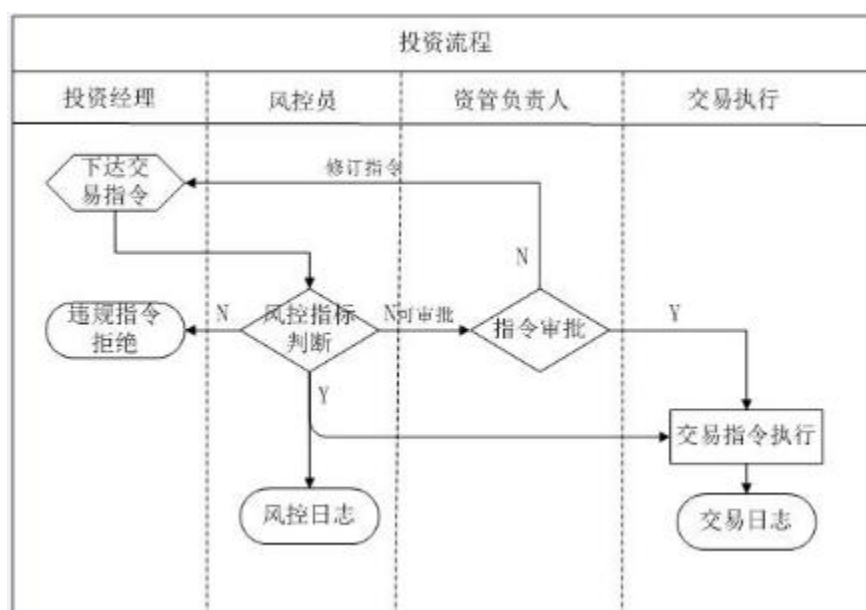 投资流程
投资经理
风控员
资管负责人
交易执行
下达交
易指令
修订指令
N
违规指令
拒绝
N
风控指标
判断
N可审批
指令审批
Y
Y
交易指令执行
风控日志
交易日志